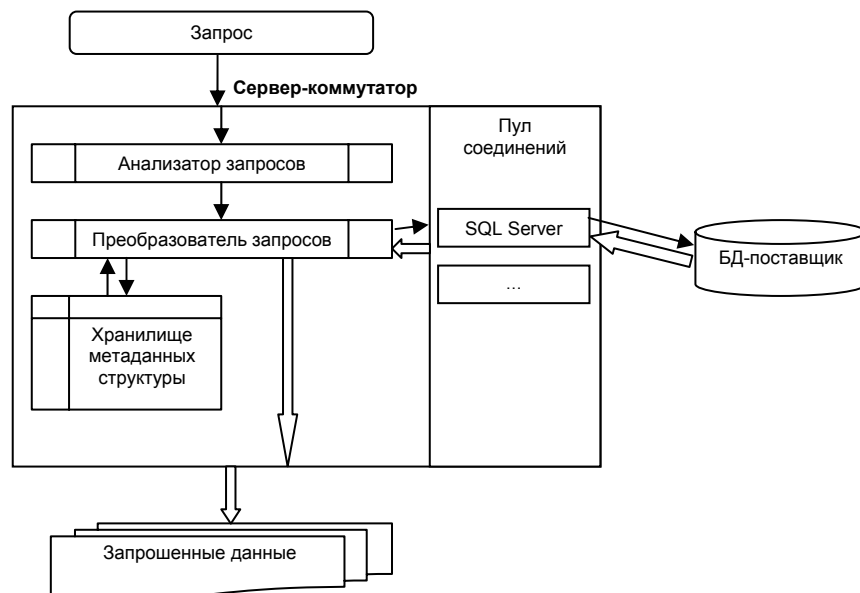 Запрос
Сервер-коммутатор
Пул
соединений
Анализатор запросов
Преобразователь запросов
SQL Server
БД-поставщик
...
Хранилище
метаданных
структуры
Запрошенные данные